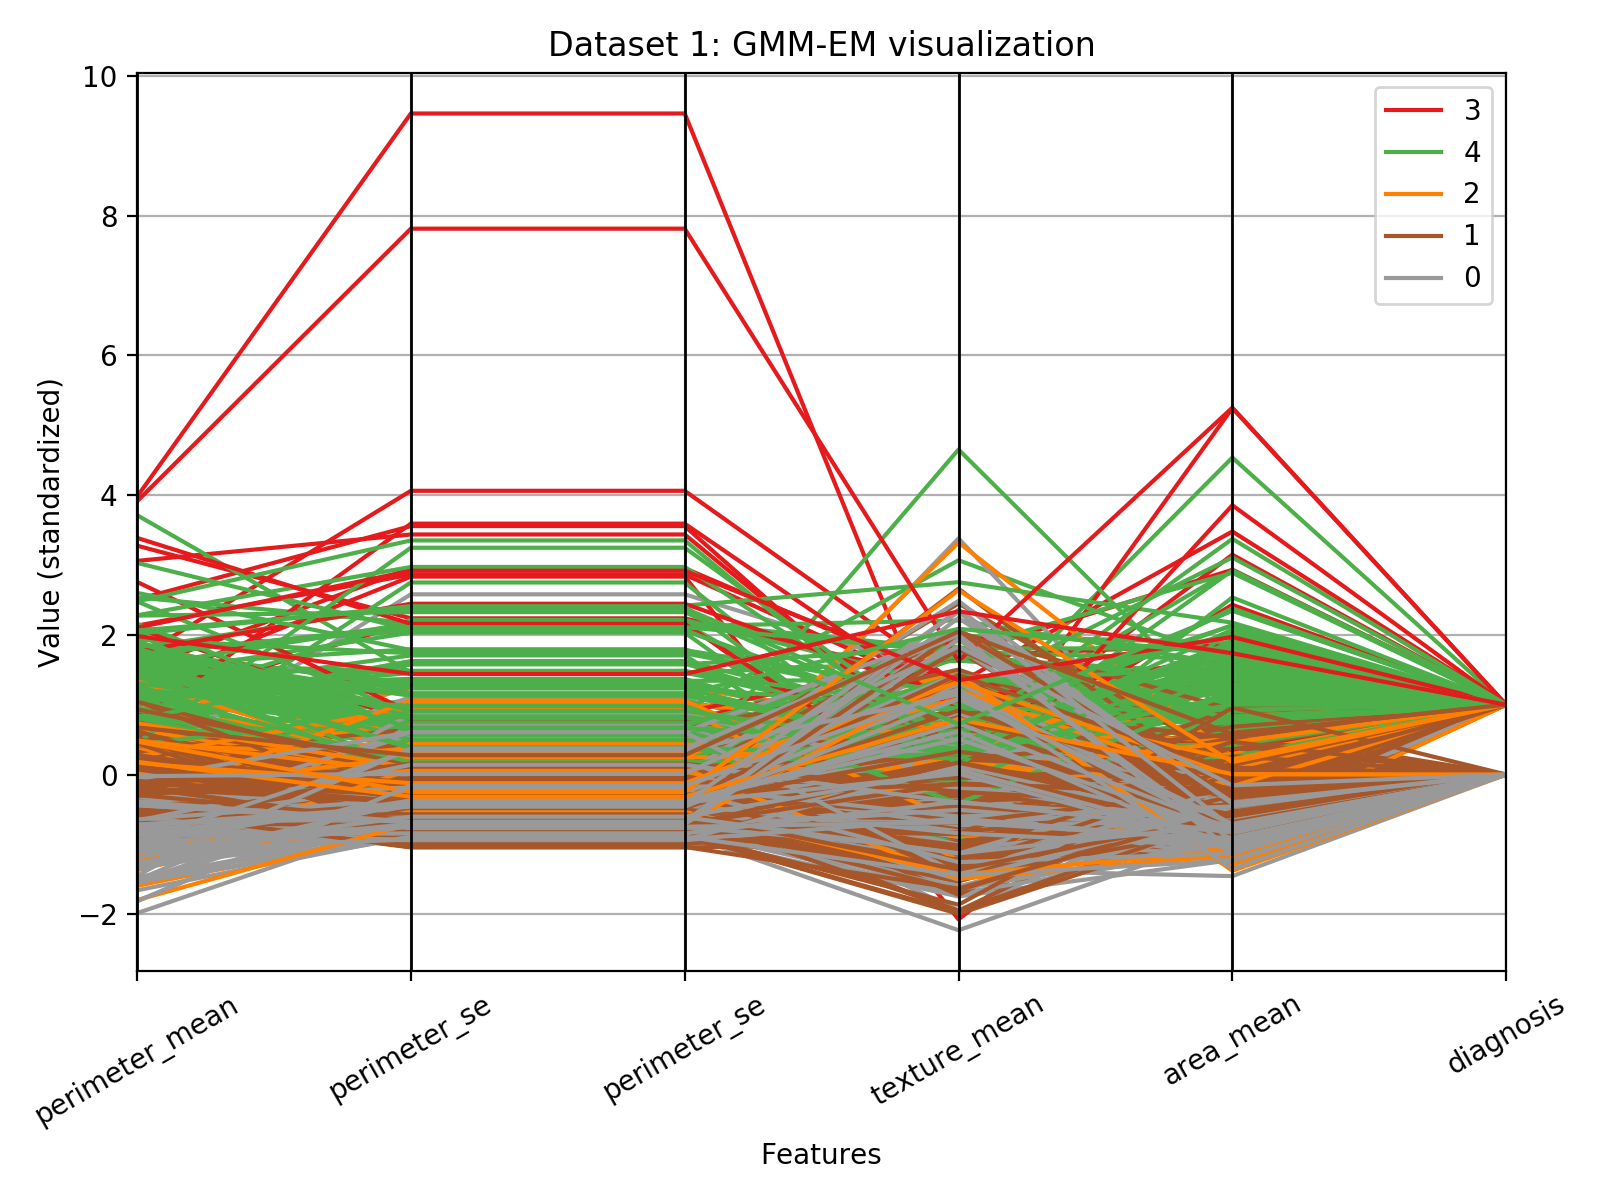 Dataset 1: GMM-EM visualization
10
8
6
4
2
0
−2
Value (standardized)
3
4
2
1
0
perimeter_mean
perimeter_se
perimeter_se
texture_mean
area_mean
diagnosis
Features